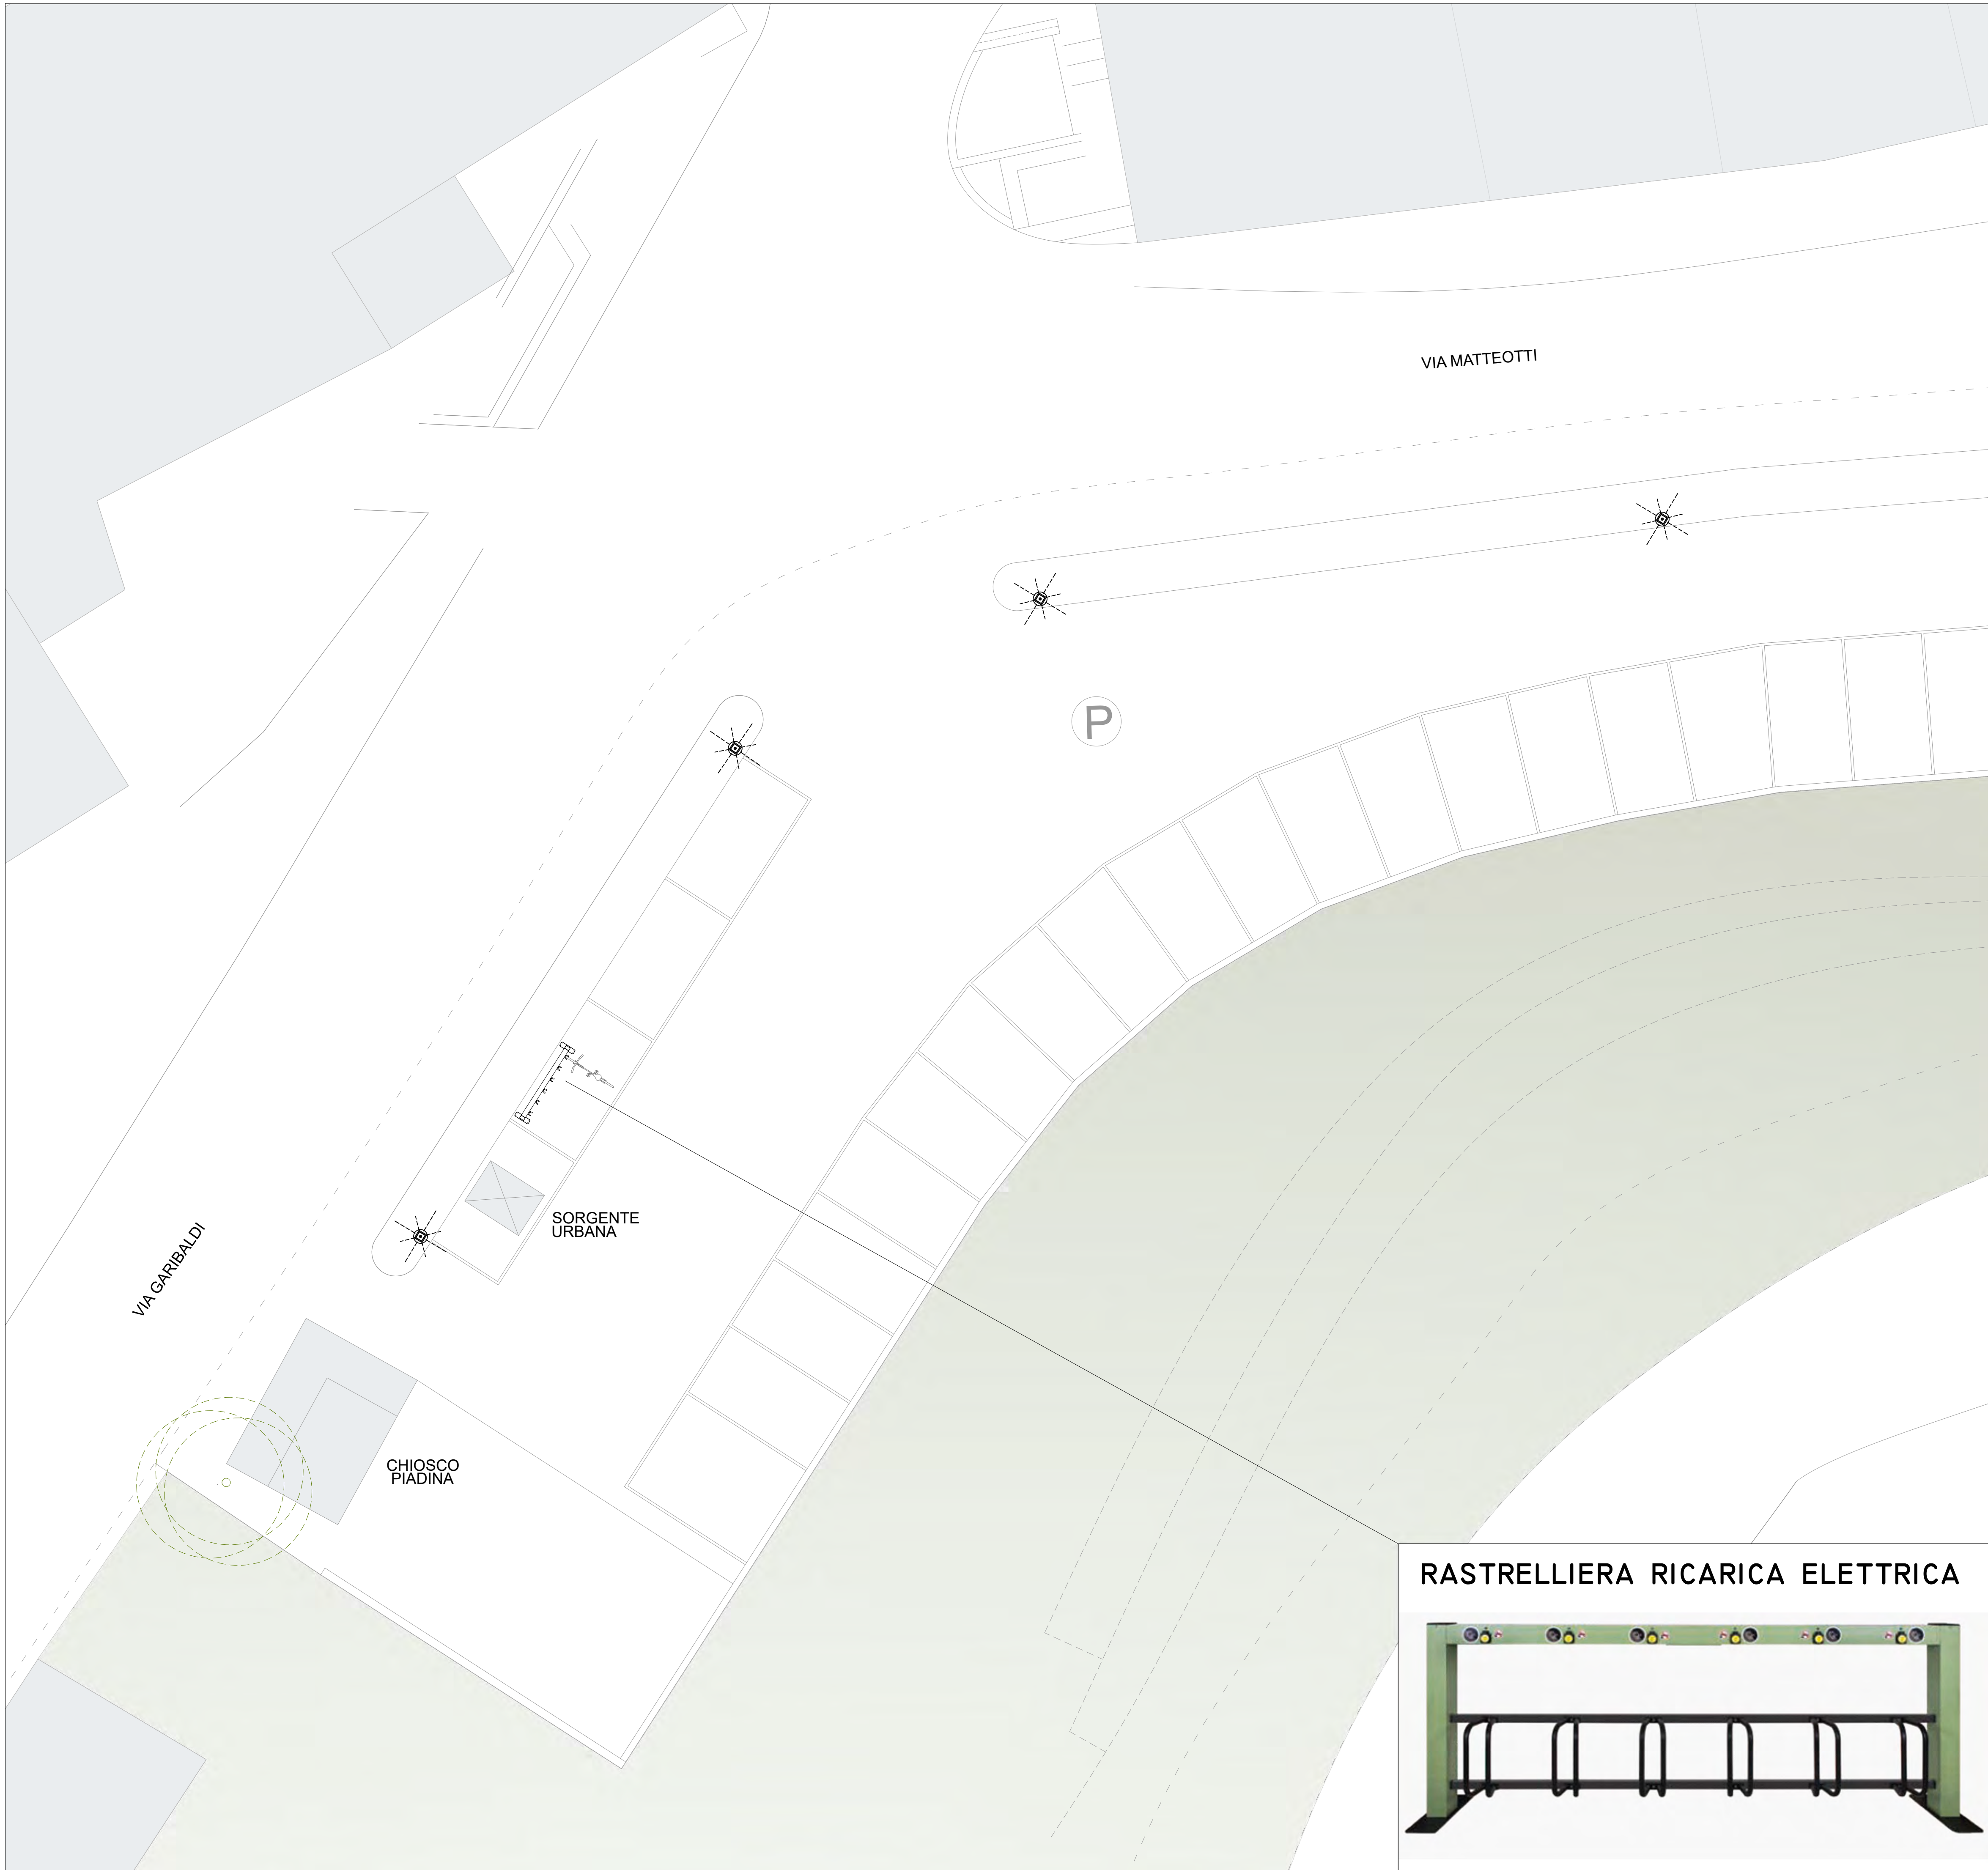 VIA MATTEOTTI
P
SORGENTE
URBANA
VIA GARIBALDI
CHIOSCO
PIADINA
RASTRELLIERA RICARICA ELETTRICA